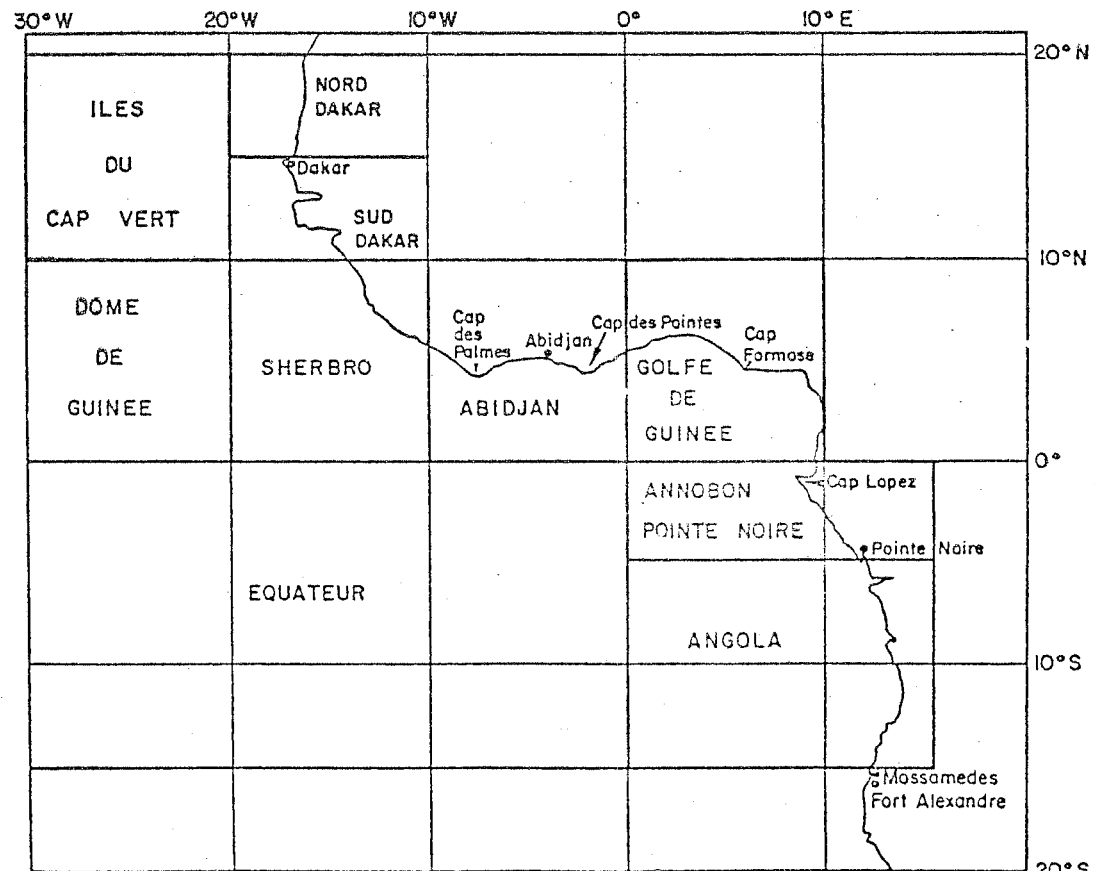 30°W 20°W 10°W 0° 10°E
20°N
NORD
DAKAR
ILES
DU
CAP VERT
Dakar
SUD
DAKAR
10°N
DOME
DE
GUINEE
SHERBRO
Cap
des
Palmes
Abidjan
Cap des Pointes
Cap
Formose
ABIDJAN
GOLFE
DE
GUINEE
0°
ANNOBON
POINTE NOIRE
Cap Lopez
Pointe Noire
EQUATEUR
ANGOLA
10°S
Mossamedes
Fort Alexandre
20°S